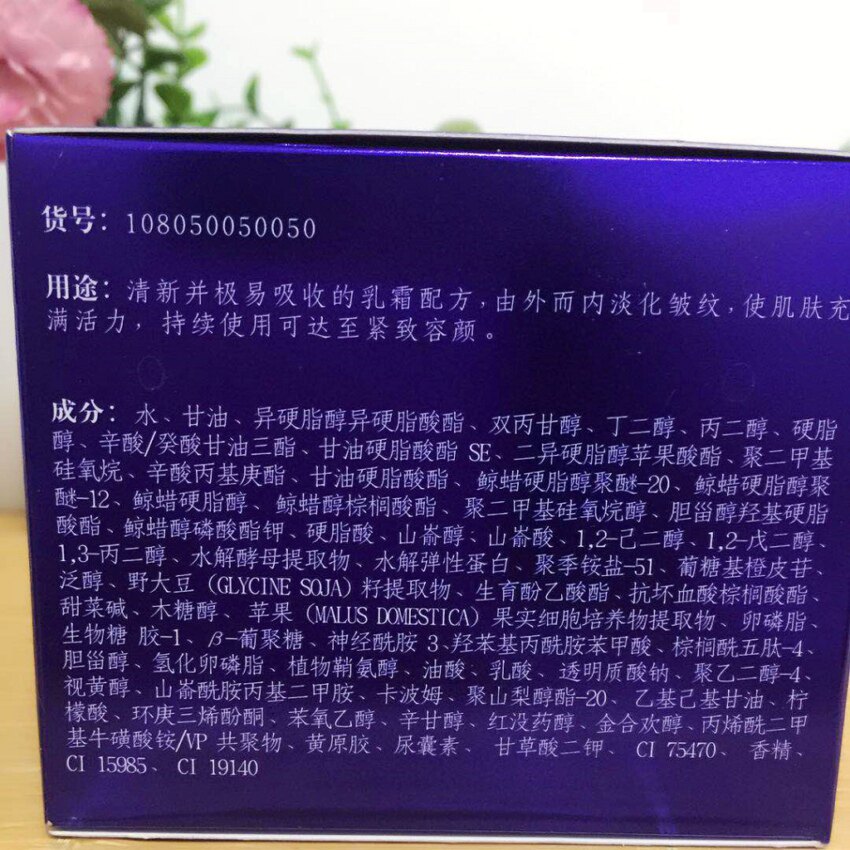 货号: 108050050050
用途: 清新并极易吸收的乳霜配方,由外而内淡化皱纹,使肌肤充
满活力, 持续使用可达至紧致容颜。
成分: 水、甘油、异硬脂醇异硬脂酸酯、双丙甘醇、丁二醇、丙二醇、硬脂
醇、辛酸/癸酸甘油三酯、甘油硬脂酸酯 SE、二异硬脂醇苹果酸酯、聚二甲基
硅氧烷、辛酸丙基庚酯、甘油硬脂酸酯、鲸蜡硬脂醇聚醚-20、鲸蜡硬脂醇聚
醚-12、鲸蜡硬脂醇、鲸蜡醇棕榈酸酯、聚二甲基硅氧烷醇、胆甾醇羟基硬脂
酸酯、鲸蜡醇磷酸酯钾、硬脂酸、山嵛醇、山嵛酸、1,2-己二醇、1,2-戊二醇、
1,3-丙二醇、水解酵母提取物、水解弹性蛋白、聚季铵盐-51、葡糖基橙皮苷、
泛醇、野大豆 (GLYCINE SOJA) 籽提取物、生育酚乙酸酯、抗坏血酸棕榈酸酯、
甜菜碱、木糖醇、 苹果 (MALUS DOMESTICA) 果实细胞培养物提取物、卵磷脂、
生物糖 胶-1、β-葡聚糖、神经酰胺 3、羟苯基丙酰胺苯甲酸、棕榈酰五肽-4、
胆甾醇、氢化卵磷脂、植物鞘氨醇、油酸、乳酸、透明质酸钠、聚乙二醇-4、
视黄醇、山嵛酰胺丙基二甲胺、卡波姆、聚山梨醇酯-20、乙基己基甘油、柠
檬酸、环庚三烯酚酮、苯氧乙醇、辛甘醇、红没药醇、金合欢醇、丙烯酰二甲
基牛磺酸铵/VP 共聚物、黄原胶、尿囊素、 甘草酸二钾、CI 75470、 香精、
CI 15985、 CI 19140